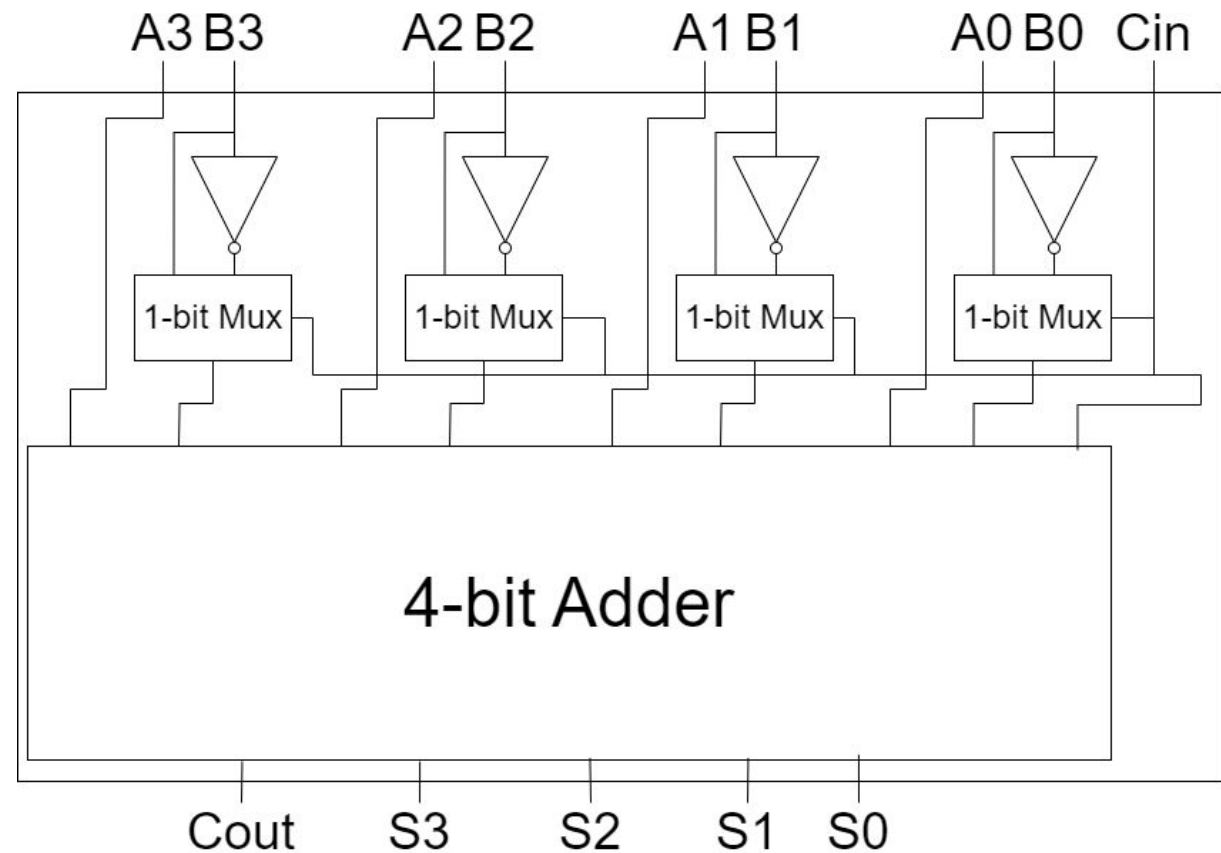 A3 B3 A2 B2 A1 B1 A0 B0 Cin
1-bit Mux 1-bit Mux 1-bit Mux 1-bit Mux
4-bit Adder
Cout S3 S2 S1 S0